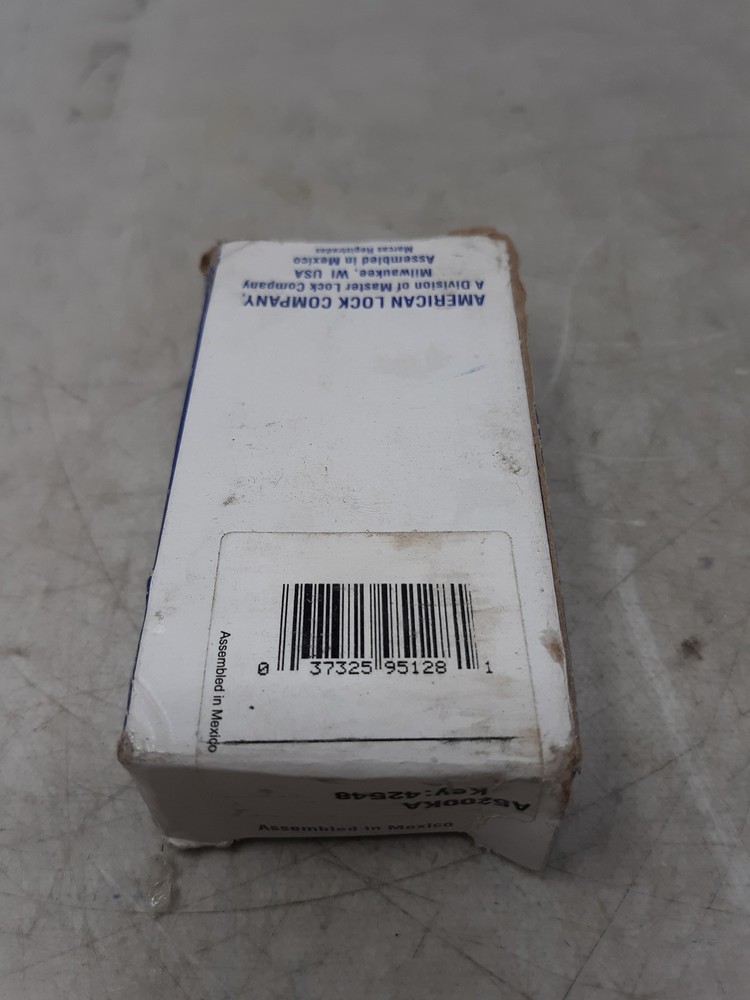 AMERICAN LOCK COMPANY,
A Division of Master Lock Company
Milwaukee, WI USA
Assembled in Mexico
Marcas Registradas
0 37325 95128 1
Assembled in Mexico
A5200KA
Key:42548
Assembled in Mexico